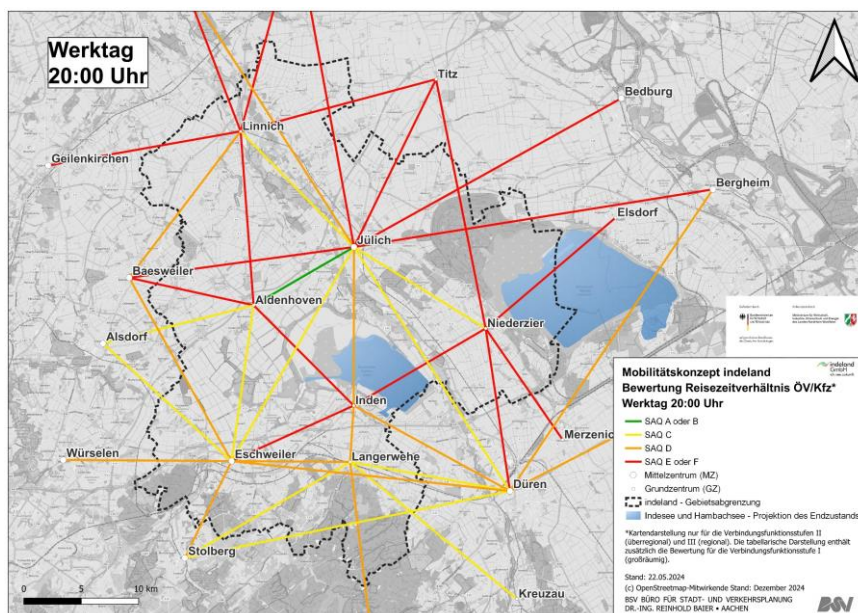 Werktag
20:00 Uhr
Titz
Bedburg
Linnich
Geilenkirchen
Bergheim
Elsdorf
Jülich
Baesweiler
Aldenhoven
Alsdorf
Niederzier
Inden
Merzenic
Würselen
Eschweiler
Langerwehe
Düren
Stolberg
Kreuzau
0 5 10 km
indeland
GmbH
Mobilitätskonzept indeland
Bewertung Reisezeitverhältnis ÖV/Kfz*
Werktag 20:00 Uhr
SAQ A oder B
SAQ C
SAQ D
SAQ E oder F
Mittelzentrum (MZ)
Grundzentrum (GZ)
indeland - Gebietsabgrenzung
Indesee und Hambachsee - Projektion des Endzustands
*Kartendarstellung nur für die Verbindungsfunktionsstufen II
(überregional) und III (regional). Die tabellarische Darstellung enthält
zusätzlich die Bewertung für die Verbindungsfunktionsstufe I
(großräumig).
Stand: 22.05.2024
(c) OpenStreetmap-Mitwirkende Stand: Dezember 2024
BSV BÜRO FÜR STADT- UND VERKEHRSPLANUNG
DR.-ING. REINHOLD BAIER • AACHEN
BSV